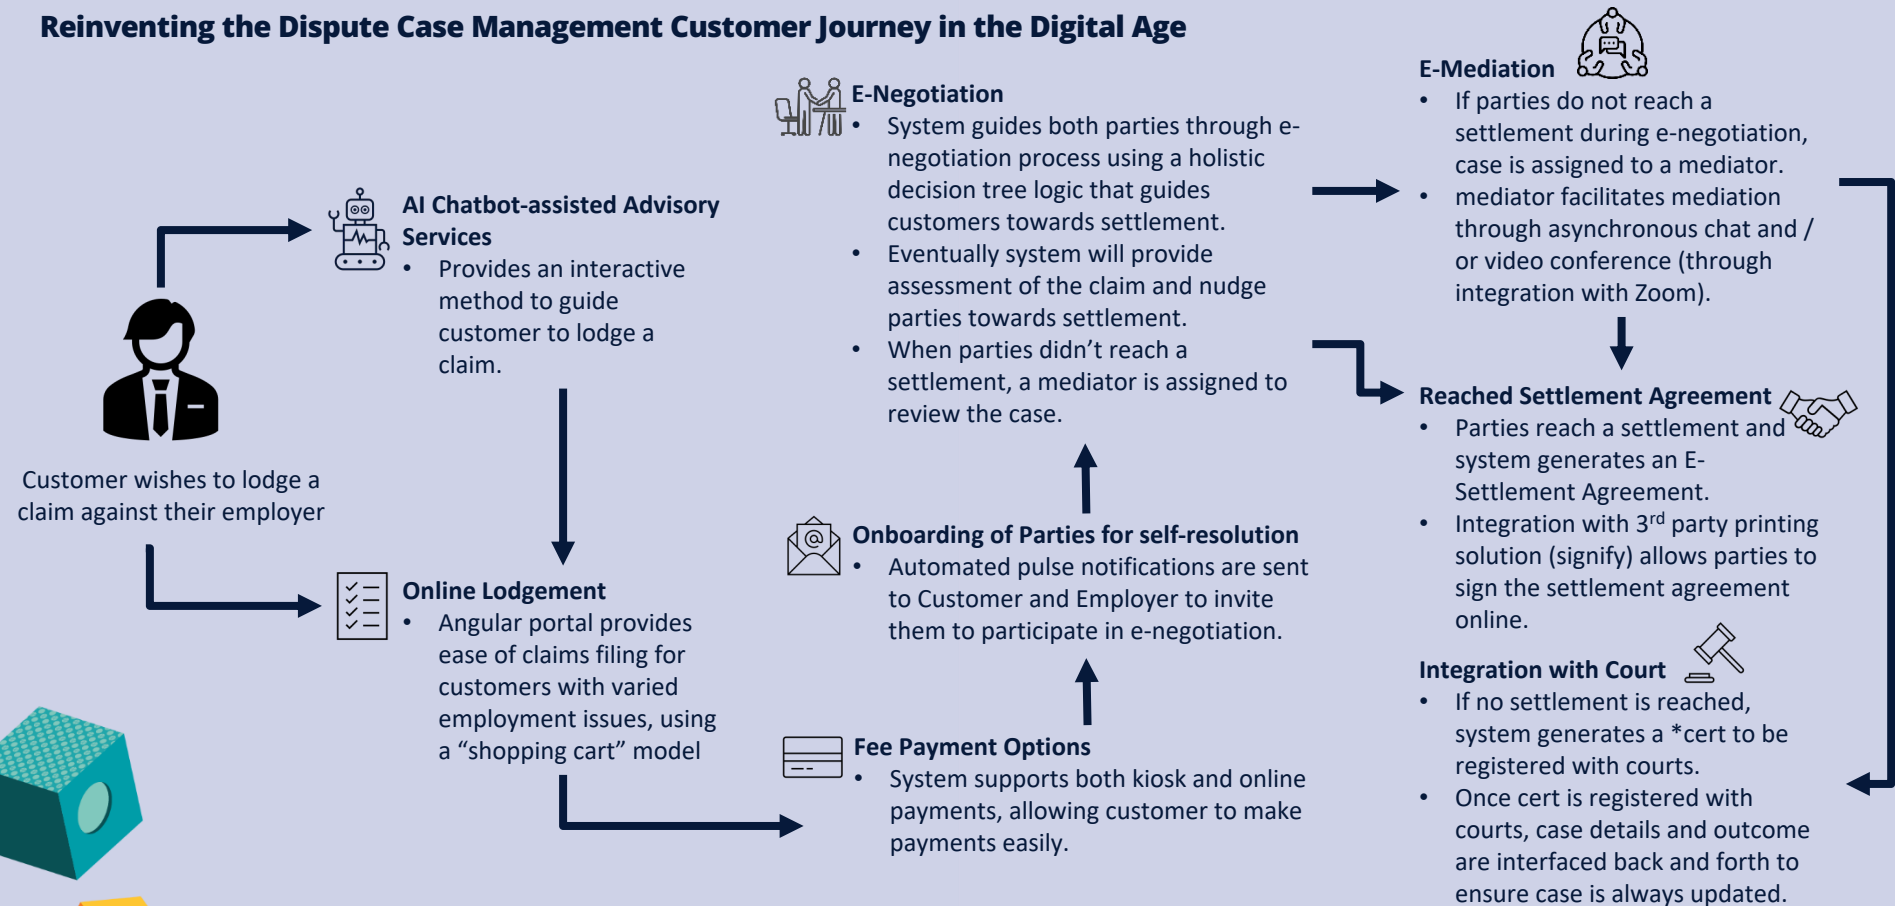 Reinventing the Dispute Case Management Customer Journey in the Digital Age
Customer wishes to lodge a
claim against their employer
AI Chatbot-assisted Advisory
Services
• Provides an interactive
method to guide
customer to lodge a
claim.
Online Lodgement
• Angular portal provides
ease of claims filing for
customers with varied
employment issues, using
a “shopping cart” model
E-Negotiation
• System guides both parties through e-
negotiation process using a holistic
decision tree logic that guides
customers towards settlement.
• Eventually system will provide
assessment of the claim and nudge
parties towards settlement.
• When parties didn’t reach a
settlement, a mediator is assigned to
review the case.
Onboarding of Parties for self-resolution
• Automated pulse notifications are sent
to Customer and Employer to invite
them to participate in e-negotiation.
Fee Payment Options
• System supports both kiosk and online
payments, allowing customer to make
payments easily.
E-Mediation
• If parties do not reach a
settlement during e-negotiation,
case is assigned to a mediator.
• mediator facilitates mediation
through asynchronous chat and /
or video conference (through
integration with Zoom).
Reached Settlement Agreement
• Parties reach a settlement and
system generates an E-
Settlement Agreement.
• Integration with 3rd party printing
solution (signify) allows parties to
sign the settlement agreement
online.
Integration with Court
• If no settlement is reached,
system generates a *cert to be
registered with courts.
• Once cert is registered with
courts, case details and outcome
are interfaced back and forth to
ensure case is always updated.